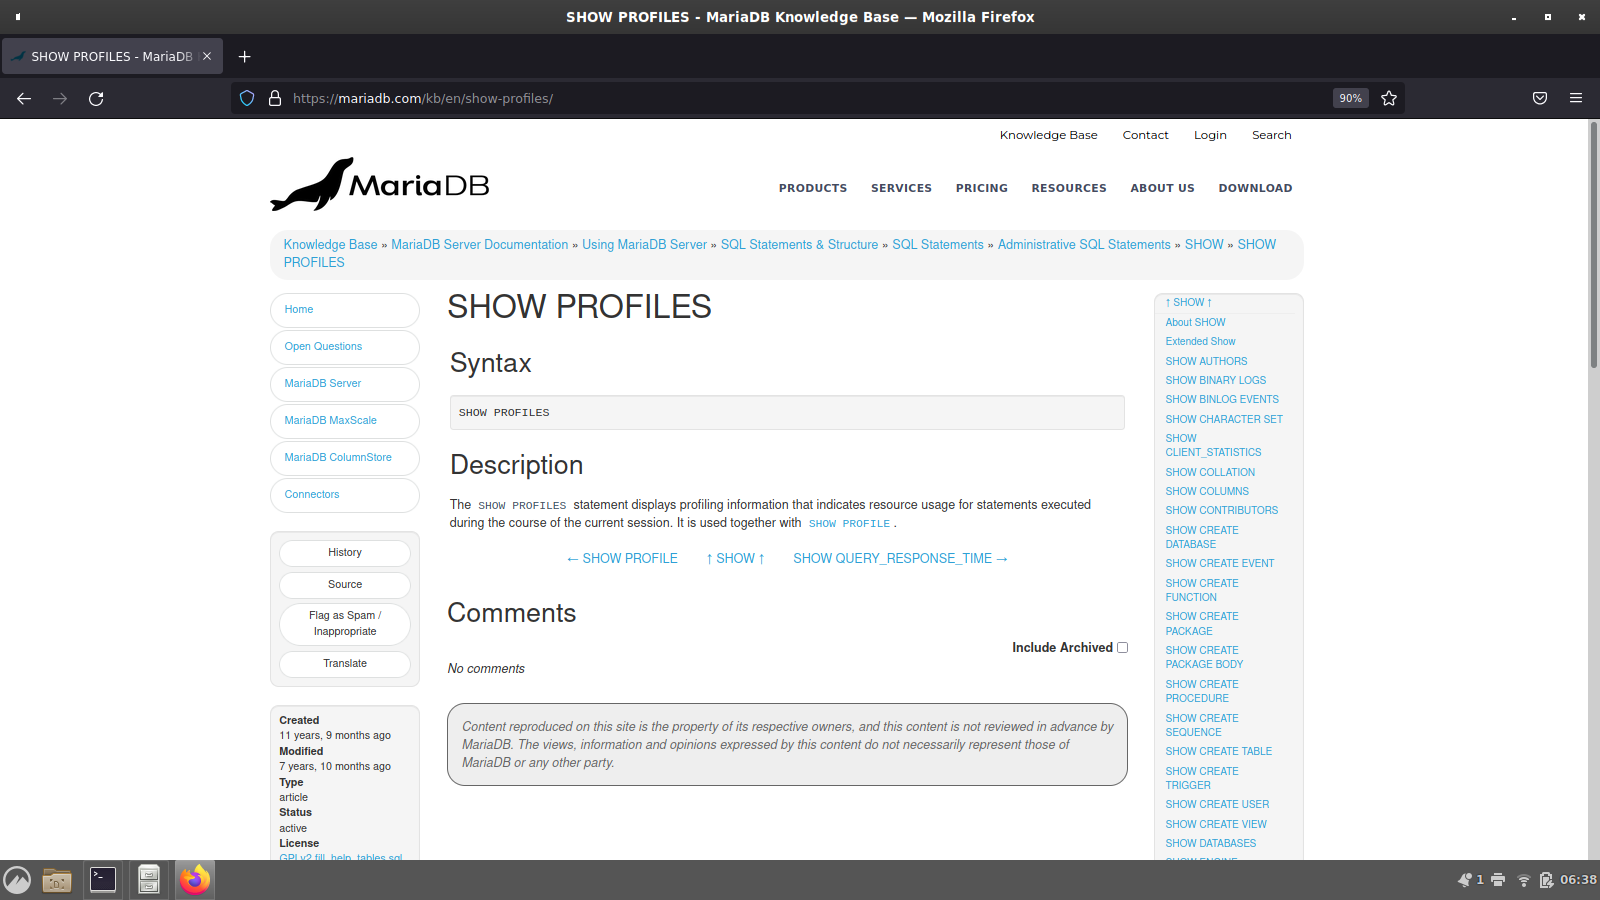 SHOW PROFILES - MariaDB Knowledge Base — Mozilla Firefox
SHOW PROFILES - MariaDB
https://mariadb.com/kb/en/show-profiles/
90%
Knowledge Base Contact Login Search
MariaDB
PRODUCTS SERVICES PRICING RESOURCES ABOUT US DOWNLOAD
Knowledge Base » MariaDB Server Documentation » Using MariaDB Server » SQL Statements & Structure » SQL Statements » Administrative SQL Statements » SHOW » SHOW
PROFILES
Home
Open Questions
MariaDB Server
MariaDB MaxScale
MariaDB ColumnStore
Connectors
History
Source
Flag as Spam /
Inappropriate
Translate
Created
11 years, 9 months ago
Modified
7 years, 10 months ago
Type
article
Status
active
License
GPLv2 fill_help_tables.sql
SHOW PROFILES
Syntax
SHOW PROFILES
Description
The SHOW PROFILES statement displays profiling information that indicates resource usage for statements executed
during the course of the current session. It is used together with SHOW PROFILE.
← SHOW PROFILE ↑ SHOW ↑ SHOW QUERY_RESPONSE_TIME →
Comments
Include Archived
No comments
Content reproduced on this site is the property of its respective owners, and this content is not reviewed in advance by
MariaDB. The views, information and opinions expressed by this content do not necessarily represent those of
MariaDB or any other party.
↑ SHOW ↑
About SHOW
Extended Show
SHOW AUTHORS
SHOW BINARY LOGS
SHOW BINLOG EVENTS
SHOW CHARACTER SET
SHOW
CLIENT_STATISTICS
SHOW COLLATION
SHOW COLUMNS
SHOW CONTRIBUTORS
SHOW CREATE
DATABASE
SHOW CREATE EVENT
SHOW CREATE
FUNCTION
SHOW CREATE
PACKAGE
SHOW CREATE
PACKAGE BODY
SHOW CREATE
PROCEDURE
SHOW CREATE
SEQUENCE
SHOW CREATE TABLE
SHOW CREATE
TRIGGER
SHOW CREATE USER
SHOW CREATE VIEW
SHOW DATABASES
SHOW ENGINE
1
06:38